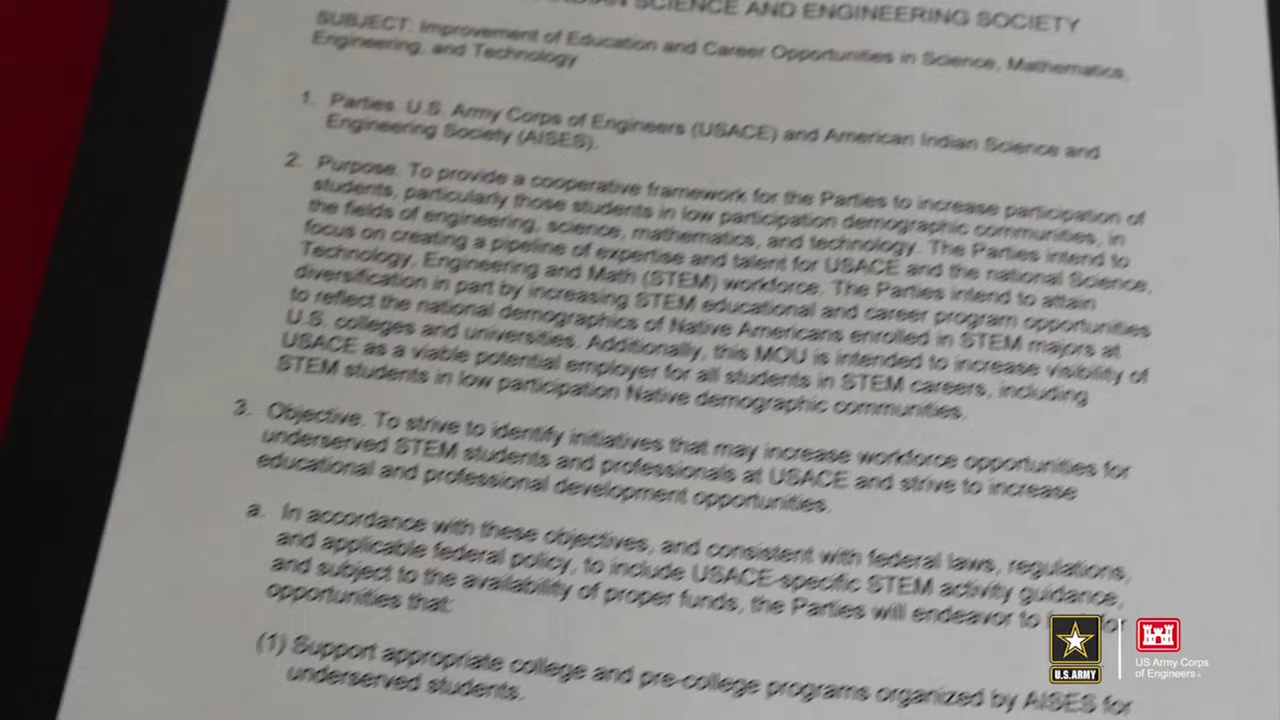 INDIAN SCIENCE AND ENGINEERING SOCIETY
SUBJECT: Improvement of Education and Career Opportunities in Science, Mathematics,
Engineering, and Technology
1. Parties. U.S. Army Corps of Engineers (USACE) and American Indian Science and
Engineering Society (AISES).
2. Purpose. To provide a cooperative framework for the Parties to increase participation of
students, particularly those students in low participation demographic communities, in
the fields of engineering, science, mathematics, and technology. The Parties intend to
focus on creating a pipeline of expertise and talent for USACE and the national Science,
Technology, Engineering and Math (STEM) workforce. The Parties intend to attain
diversification in part by increasing STEM educational and career program opportunities
to reflect the national demographics of Native Americans enrolled in STEM majors at
U.S. colleges and universities. Additionally, this MOU is intended to increase visibility of
USACE as a viable potential employer for all students in STEM careers, including
STEM students in low participation Native demographic communities.
3. Objective. To strive to identify initiatives that may increase workforce opportunities for
underserved STEM students and professionals at USACE and strive to increase
educational and professional development opportunities.
a. In accordance with these objectives, and consistent with federal laws, regulations,
and applicable federal policy, to include USACE-specific STEM activity guidance,
and subject to the availability of proper funds, the Parties will endeavor to for
opportunities that:
(1) Support appropriate college and pre-college programs organized by AISES for
underserved students.
U.S. ARMY
US Army Corps
of Engineers